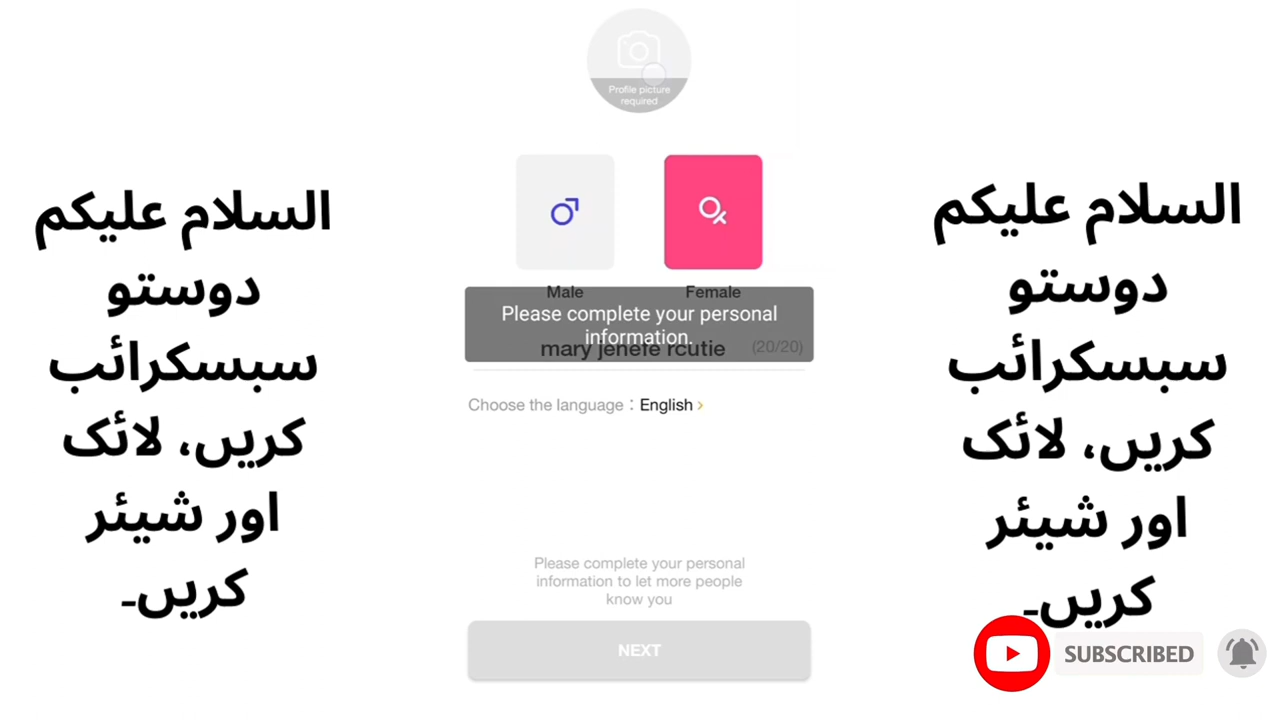 السلام علیکم
دوستو
سبسکرائب
کریں، لائک
اور شیئر
کریں۔
Profile picture
required
Male
Female
Please complete your personal
information.
mary jenefe rcutie
(20/20)
Choose the language : English >
Please complete your personal
information to let more people
know you
NEXT
السلام علیکم
دوستو
سبسکرائب
کریں، لائک
اور شیئر
کریں۔
SUBSCRIBED